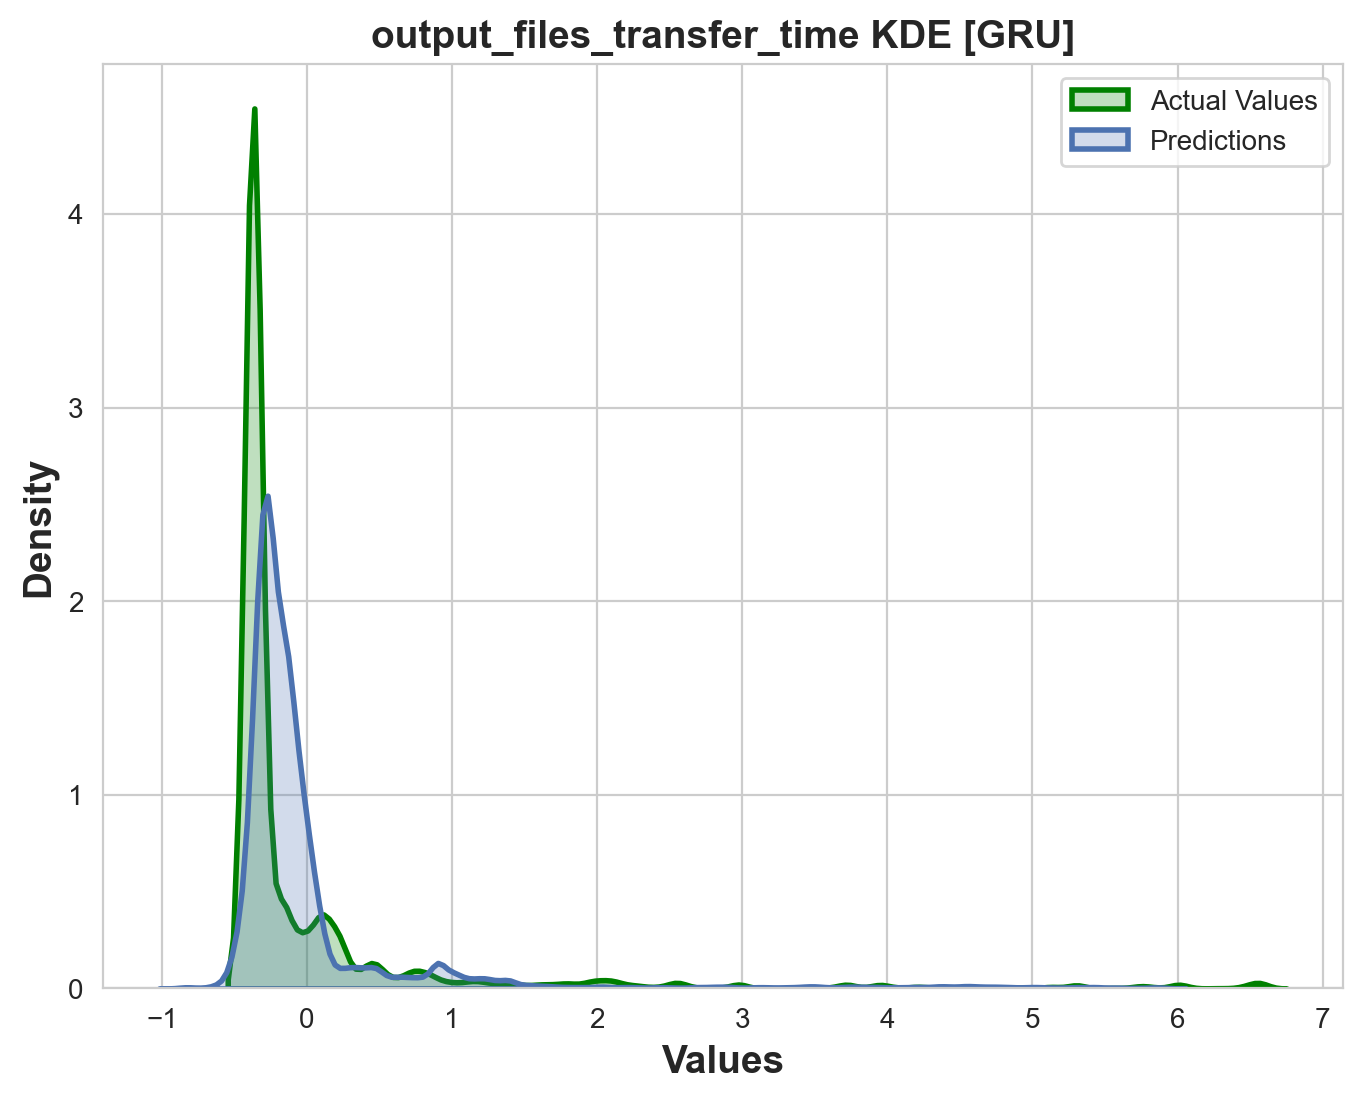 output_files_transfer_time KDE [GRU]
Actual Values
Predictions
Density
4
3
2
1
0
−1 0 1 2 3 4 5 6 7
Values